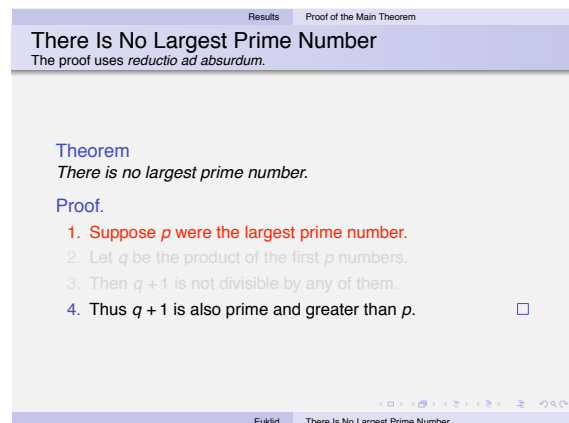 Results Proof of the Main Theorem
There Is No Largest Prime Number
The proof uses reductio ad absurdum.
Theorem
There is no largest prime number.
Proof.
1. Suppose p were the largest prime number.
2. Let q be the product of the first p numbers.
3. Then q + 1 is not divisible by any of them.
4. Thus q + 1 is also prime and greater than p.
Euklid There Is No Largest Prime Number